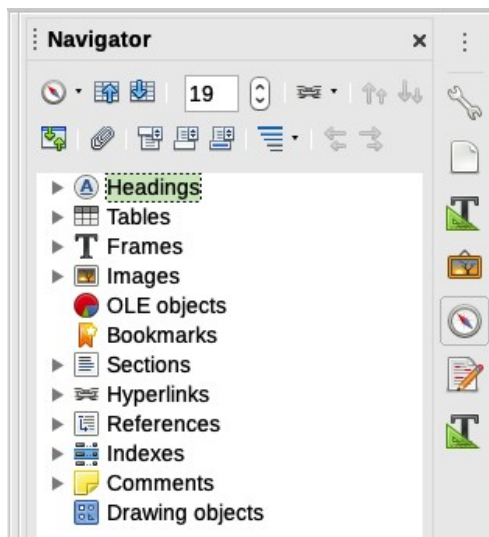 Navigator
19
Headings
Tables
Frames
Images
OLE objects
Bookmarks
Sections
Hyperlinks
References
Indexes
Comments
Drawing objects